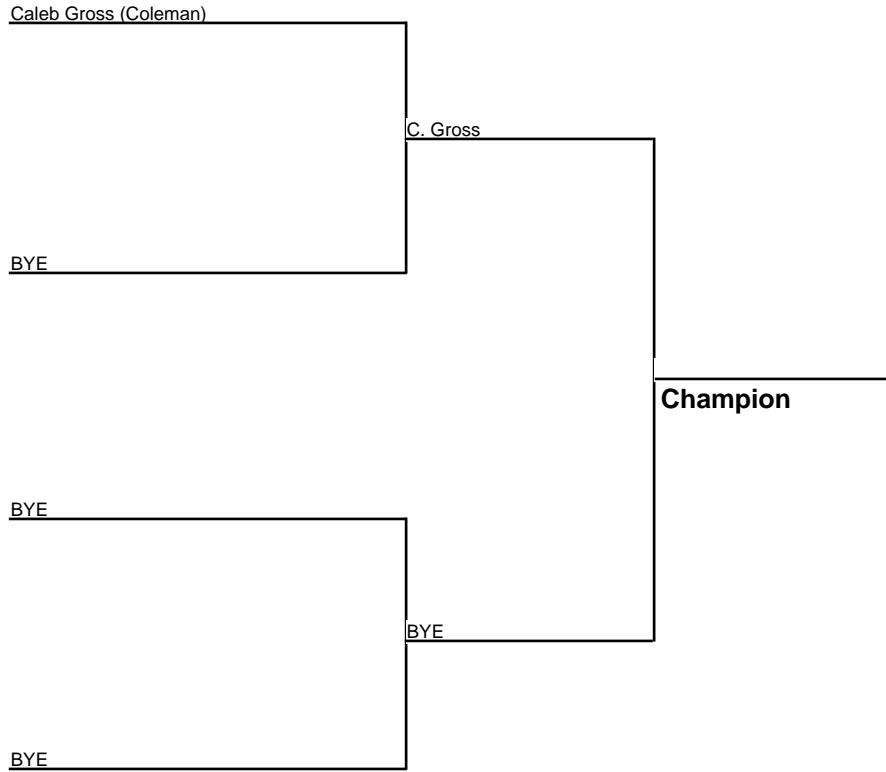 Caleb Gross (Coleman)
C. Gross
BYE
Champion
BYE
BYE
BYE